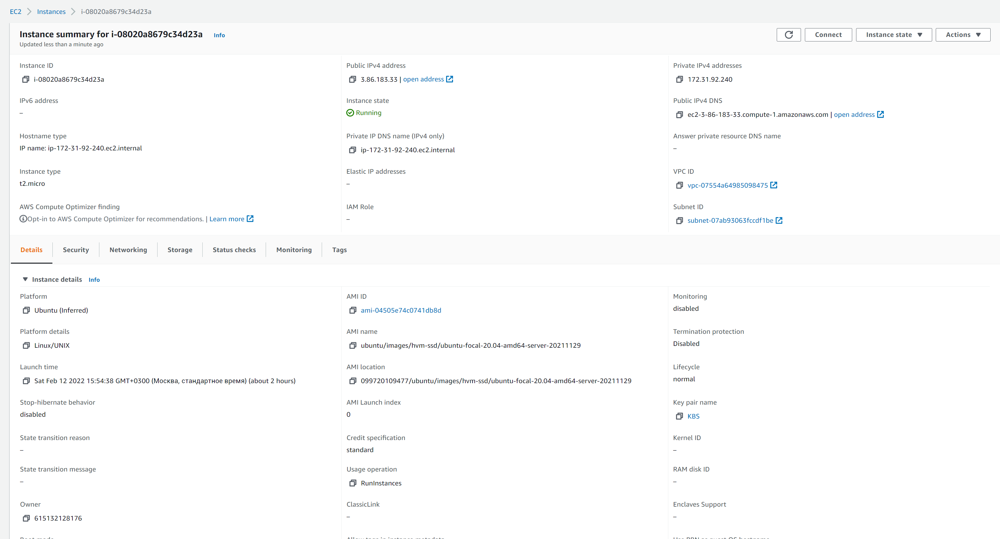 EC2 Instances i-08020a8679c34d23a
Instance summary for i-08020a8679c34d23a Info
Updated less than a minute ago
Connect
Instance state
Actions
Instance ID
i-08020a8679c34d23a
Public IPv4 address
3.86.183.33 | open address
Private IPv4 addresses
172.31.92.240
IPv6 address
–
Instance state
Running
Public IPv4 DNS
ec2-3-86-183-33.compute-1.amazonaws.com | open address
Hostname type
IP name: ip-172-31-92-240.ec2.internal
Private IP DNS name (IPv4 only)
ip-172-31-92-240.ec2.internal
Answer private resource DNS name
–
Instance type
t2.micro
Elastic IP addresses
–
VPC ID
vpc-07554a64985098475
AWS Compute Optimizer finding
Opt-in to AWS Compute Optimizer for recommendations. | Learn more
IAM Role
–
Subnet ID
subnet-07ab93063fccdf1be
Details Security Networking Storage Status checks Monitoring Tags
Instance details Info
Platform
Ubuntu (Inferred)
AMI ID
ami-04505e74c0741db8d
Monitoring
disabled
Platform details
Linux/UNIX
AMI name
ubuntu/images/hvm-ssd/ubuntu-focal-20.04-amd64-server-20211129
Termination protection
Disabled
Launch time
Sat Feb 12 2022 15:54:38 GMT+0300 (Москва, стандартное время) (about 2 hours)
AMI location
099720109477/ubuntu/images/hvm-ssd/ubuntu-focal-20.04-amd64-server-20211129
Lifecycle
normal
Stop-hibernate behavior
disabled
AMI Launch index
0
Key pair name
KBS
State transition reason
–
Credit specification
standard
Kernel ID
–
State transition message
–
Usage operation
RunInstances
RAM disk ID
–
Owner
615132128176
ClassicLink
–
Enclaves Support
–